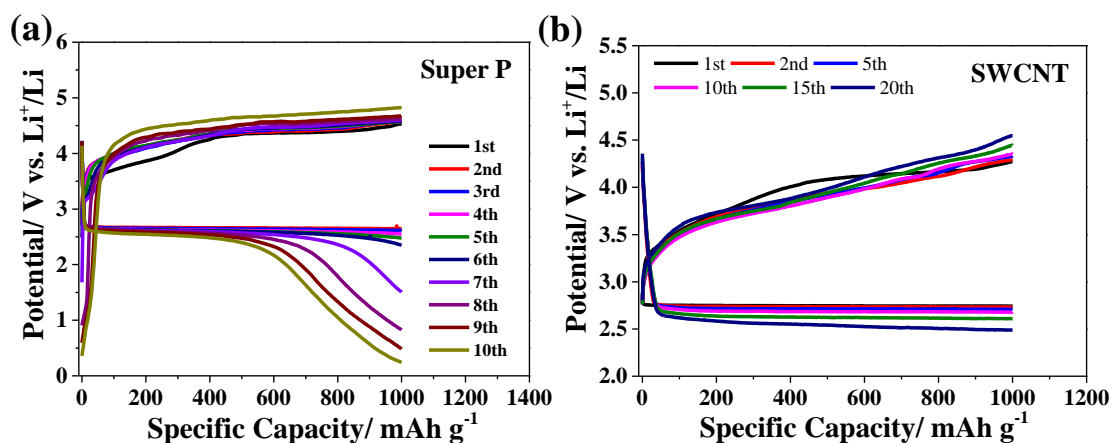 (a)
Super P
6
5
4
3
2
1
0
0 200 400 600 800 1000 1200 1400
Potential/ V vs. Li⁺/Li
Specific Capacity/ mAh g⁻¹
1st
2nd
3rd
4th
5th
6th
7th
8th
9th
10th
(b)
SWCNT
1st 2nd 5th
10th 15th 20th
5.5
5.0
4.5
4.0
3.5
3.0
2.5
2.0
0 200 400 600 800 1000 1200
Potential/ V vs. Li⁺/Li
Specific Capacity/ mAh g⁻¹